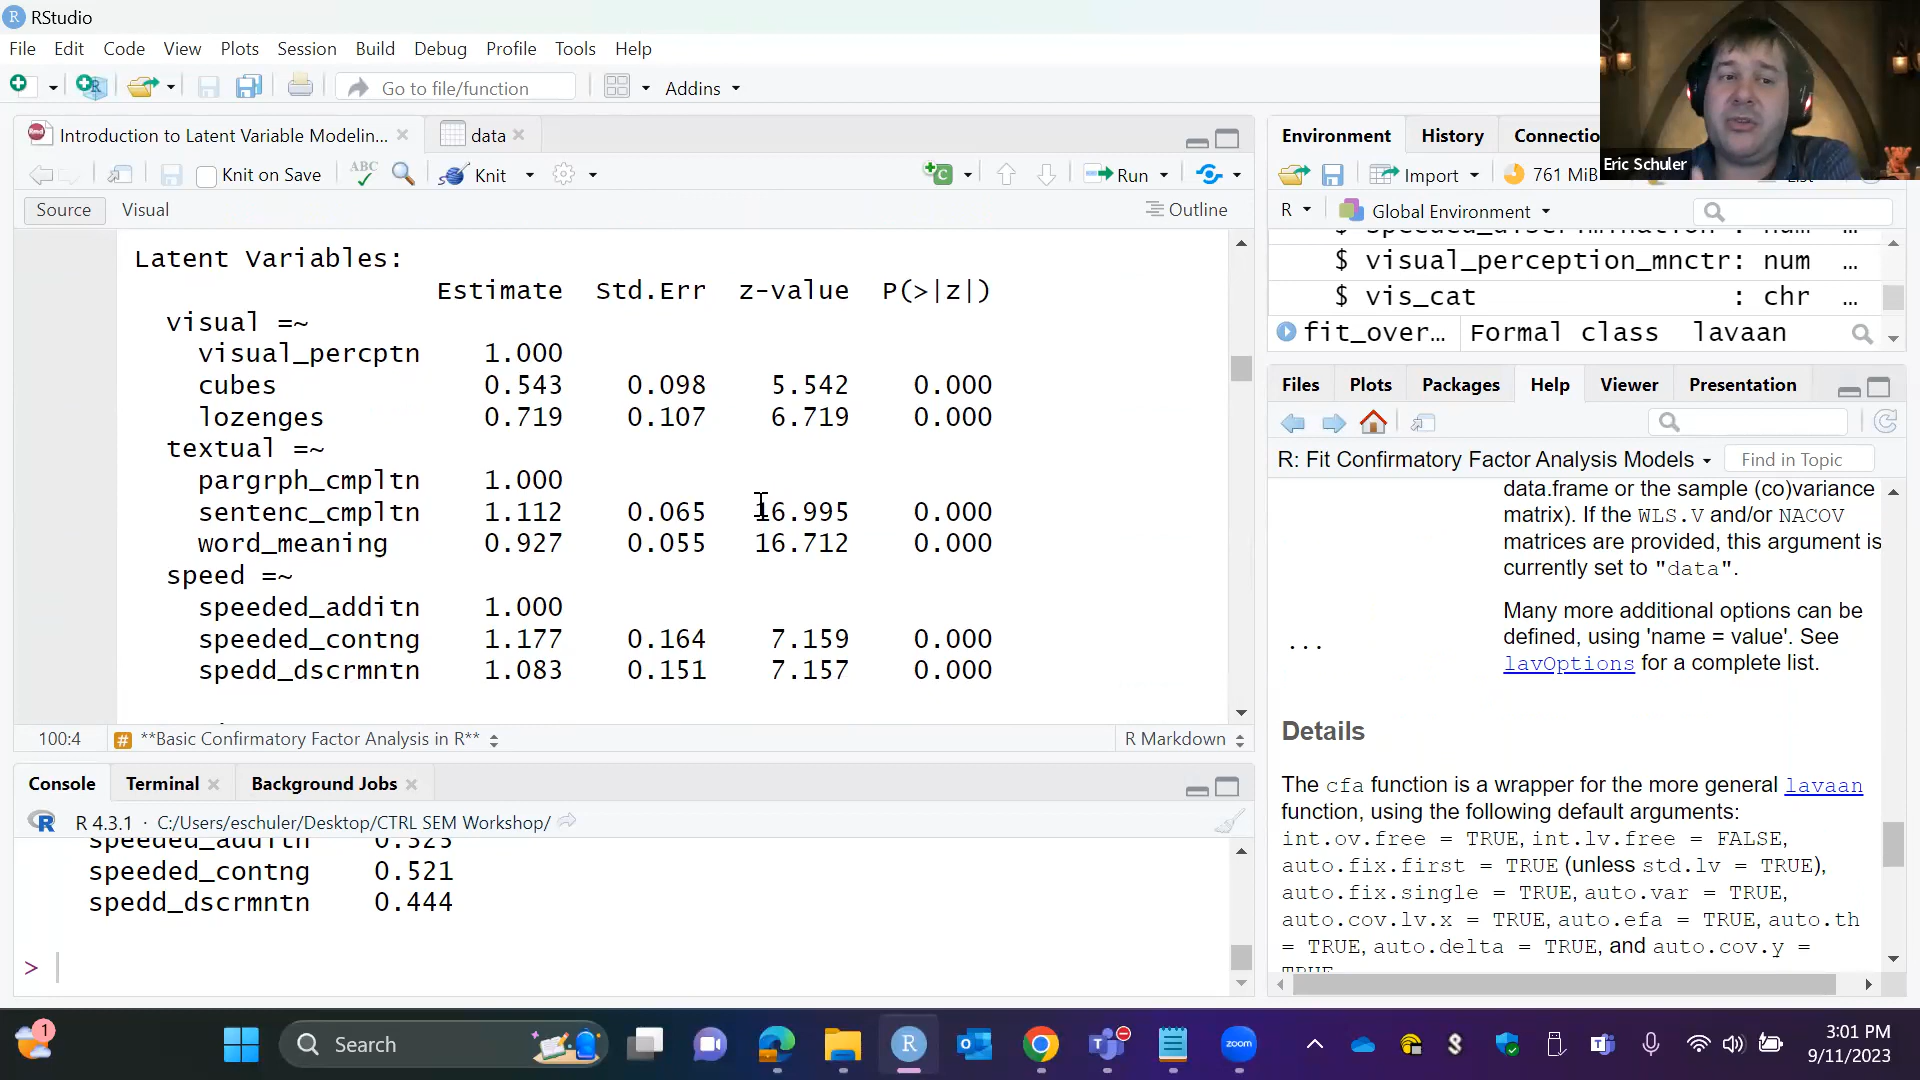 RStudio
File Edit Code View Plots Session Build Debug Profile Tools Help
Go to file/function Addins
Introduction to Latent Variable Modelin... data
Knit on Save ABC Knit Run
Source Visual Outline
Latent Variables:
Estimate Std.Err z-value P(>|z|)
visual =~
visual_percptn 1.000
cubes 0.543 0.098 5.542 0.000
lozenges 0.719 0.107 6.719 0.000
textual =~
pargrph_cmpltn 1.000
sentenc_cmpltn 1.112 0.065 16.995 0.000
word_meaning 0.927 0.055 16.712 0.000
speed =~
speeded_additn 1.000
speeded_contng 1.177 0.164 7.159 0.000
spedd_dscrmntn 1.083 0.151 7.157 0.000
100:4 # **Basic Confirmatory Factor Analysis in R** R Markdown
Console Terminal Background Jobs
R 4.3.1 · C:/Users/eschuler/Desktop/CTRL SEM Workshop/
speeded_additn 0.323
speeded_contng 0.521
spedd_dscrmntn 0.444
>
Eric Schuler
Environment History Connectio
Import 761 MiB
R Global Environment
speeded_discrimination: num ...
$ visual_perception_mnctr: num ...
$ vis_cat : chr ...
fit_over... Formal class lavaan
Files Plots Packages Help Viewer Presentation
R: Fit Confirmatory Factor Analysis Models Find in Topic
data.frame or the sample (co)variance
matrix). If the WLS.V and/or NACOV
matrices are provided, this argument is
currently set to "data".
... Many more additional options can be
defined, using 'name = value'. See
lavOptions for a complete list.
Details
The cfa function is a wrapper for the more general lavaan
function, using the following default arguments:
int.ov.free = TRUE, int.lv.free = FALSE,
auto.fix.first = TRUE (unless std.lv = TRUE),
auto.fix.single = TRUE, auto.var = TRUE,
auto.cov.lv.x = TRUE, auto.efa = TRUE, auto.th
= TRUE, auto.delta = TRUE, and auto.cov.y =
TRUE
1 Search zoom
3:01 PM
9/11/2023